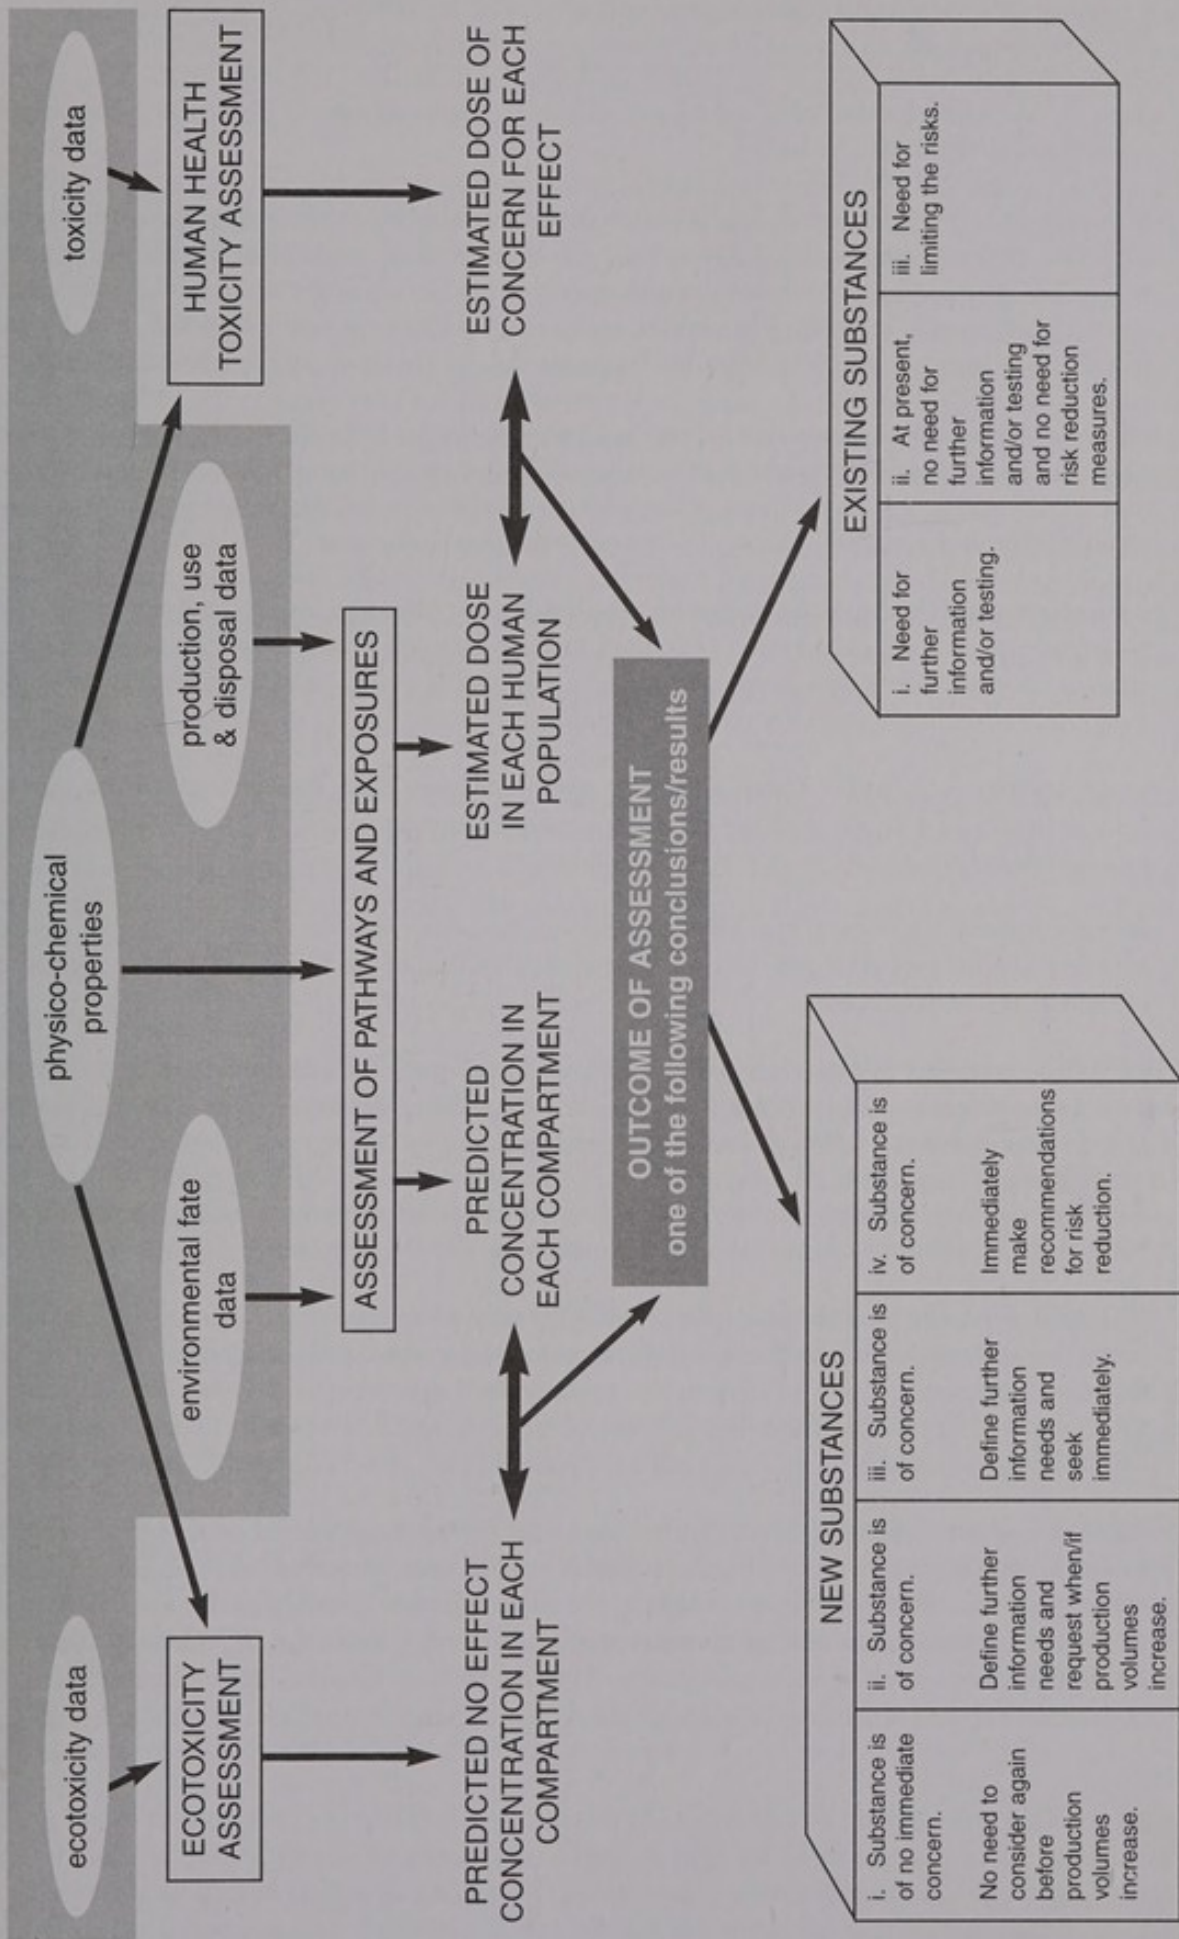 ecotoxicity data
physico-chemical
properties
toxicity data
environmental fate
data
production, use
& disposal data
ECOTOXICITY
ASSESSMENT
HUMAN HEALTH
TOXICITY ASSESSMENT
ASSESSMENT OF PATHWAYS AND EXPOSURES
PREDICTED NO EFFECT
CONCENTRATION IN EACH
COMPARTMENT
PREDICTED
CONCENTRATION IN
EACH COMPARTMENT
ESTIMATED DOSE
IN EACH HUMAN
POPULATION
ESTIMATED DOSE OF
CONCERN FOR EACH
EFFECT
OUTCOME OF ASSESSMENT
one of the following conclusions/results
NEW SUBSTANCES
i. Substance is
of no immediate
concern.
No need to
consider again
before
production
volumes
increase.
ii. Substance is
of concern.
Define further
information
needs and
request when/if
production
volumes
increase.
iii. Substance is
of concern.
Define further
information
needs and
seek
immediately.
iv. Substance is
of concern.
Immediately
make
recommendations
for risk
reduction.
EXISTING SUBSTANCES
i. Need for
further
information
and/or testing.
ii. At present,
no need for
further
information
and/or testing
and no need for
risk reduction
measures.
iii. Need for
limiting the risks.